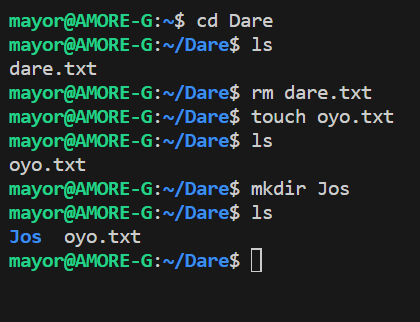 mayor@AMORE-G:~$ cd Dare
mayor@AMORE-G:~/Dare$ ls
dare.txt
mayor@AMORE-G:~/Dare$ rm dare.txt
mayor@AMORE-G:~/Dare$ touch oyo.txt
mayor@AMORE-G:~/Dare$ ls
oyo.txt
mayor@AMORE-G:~/Dare$ mkdir Jos
mayor@AMORE-G:~/Dare$ ls
Jos  oyo.txt
mayor@AMORE-G:~/Dare$